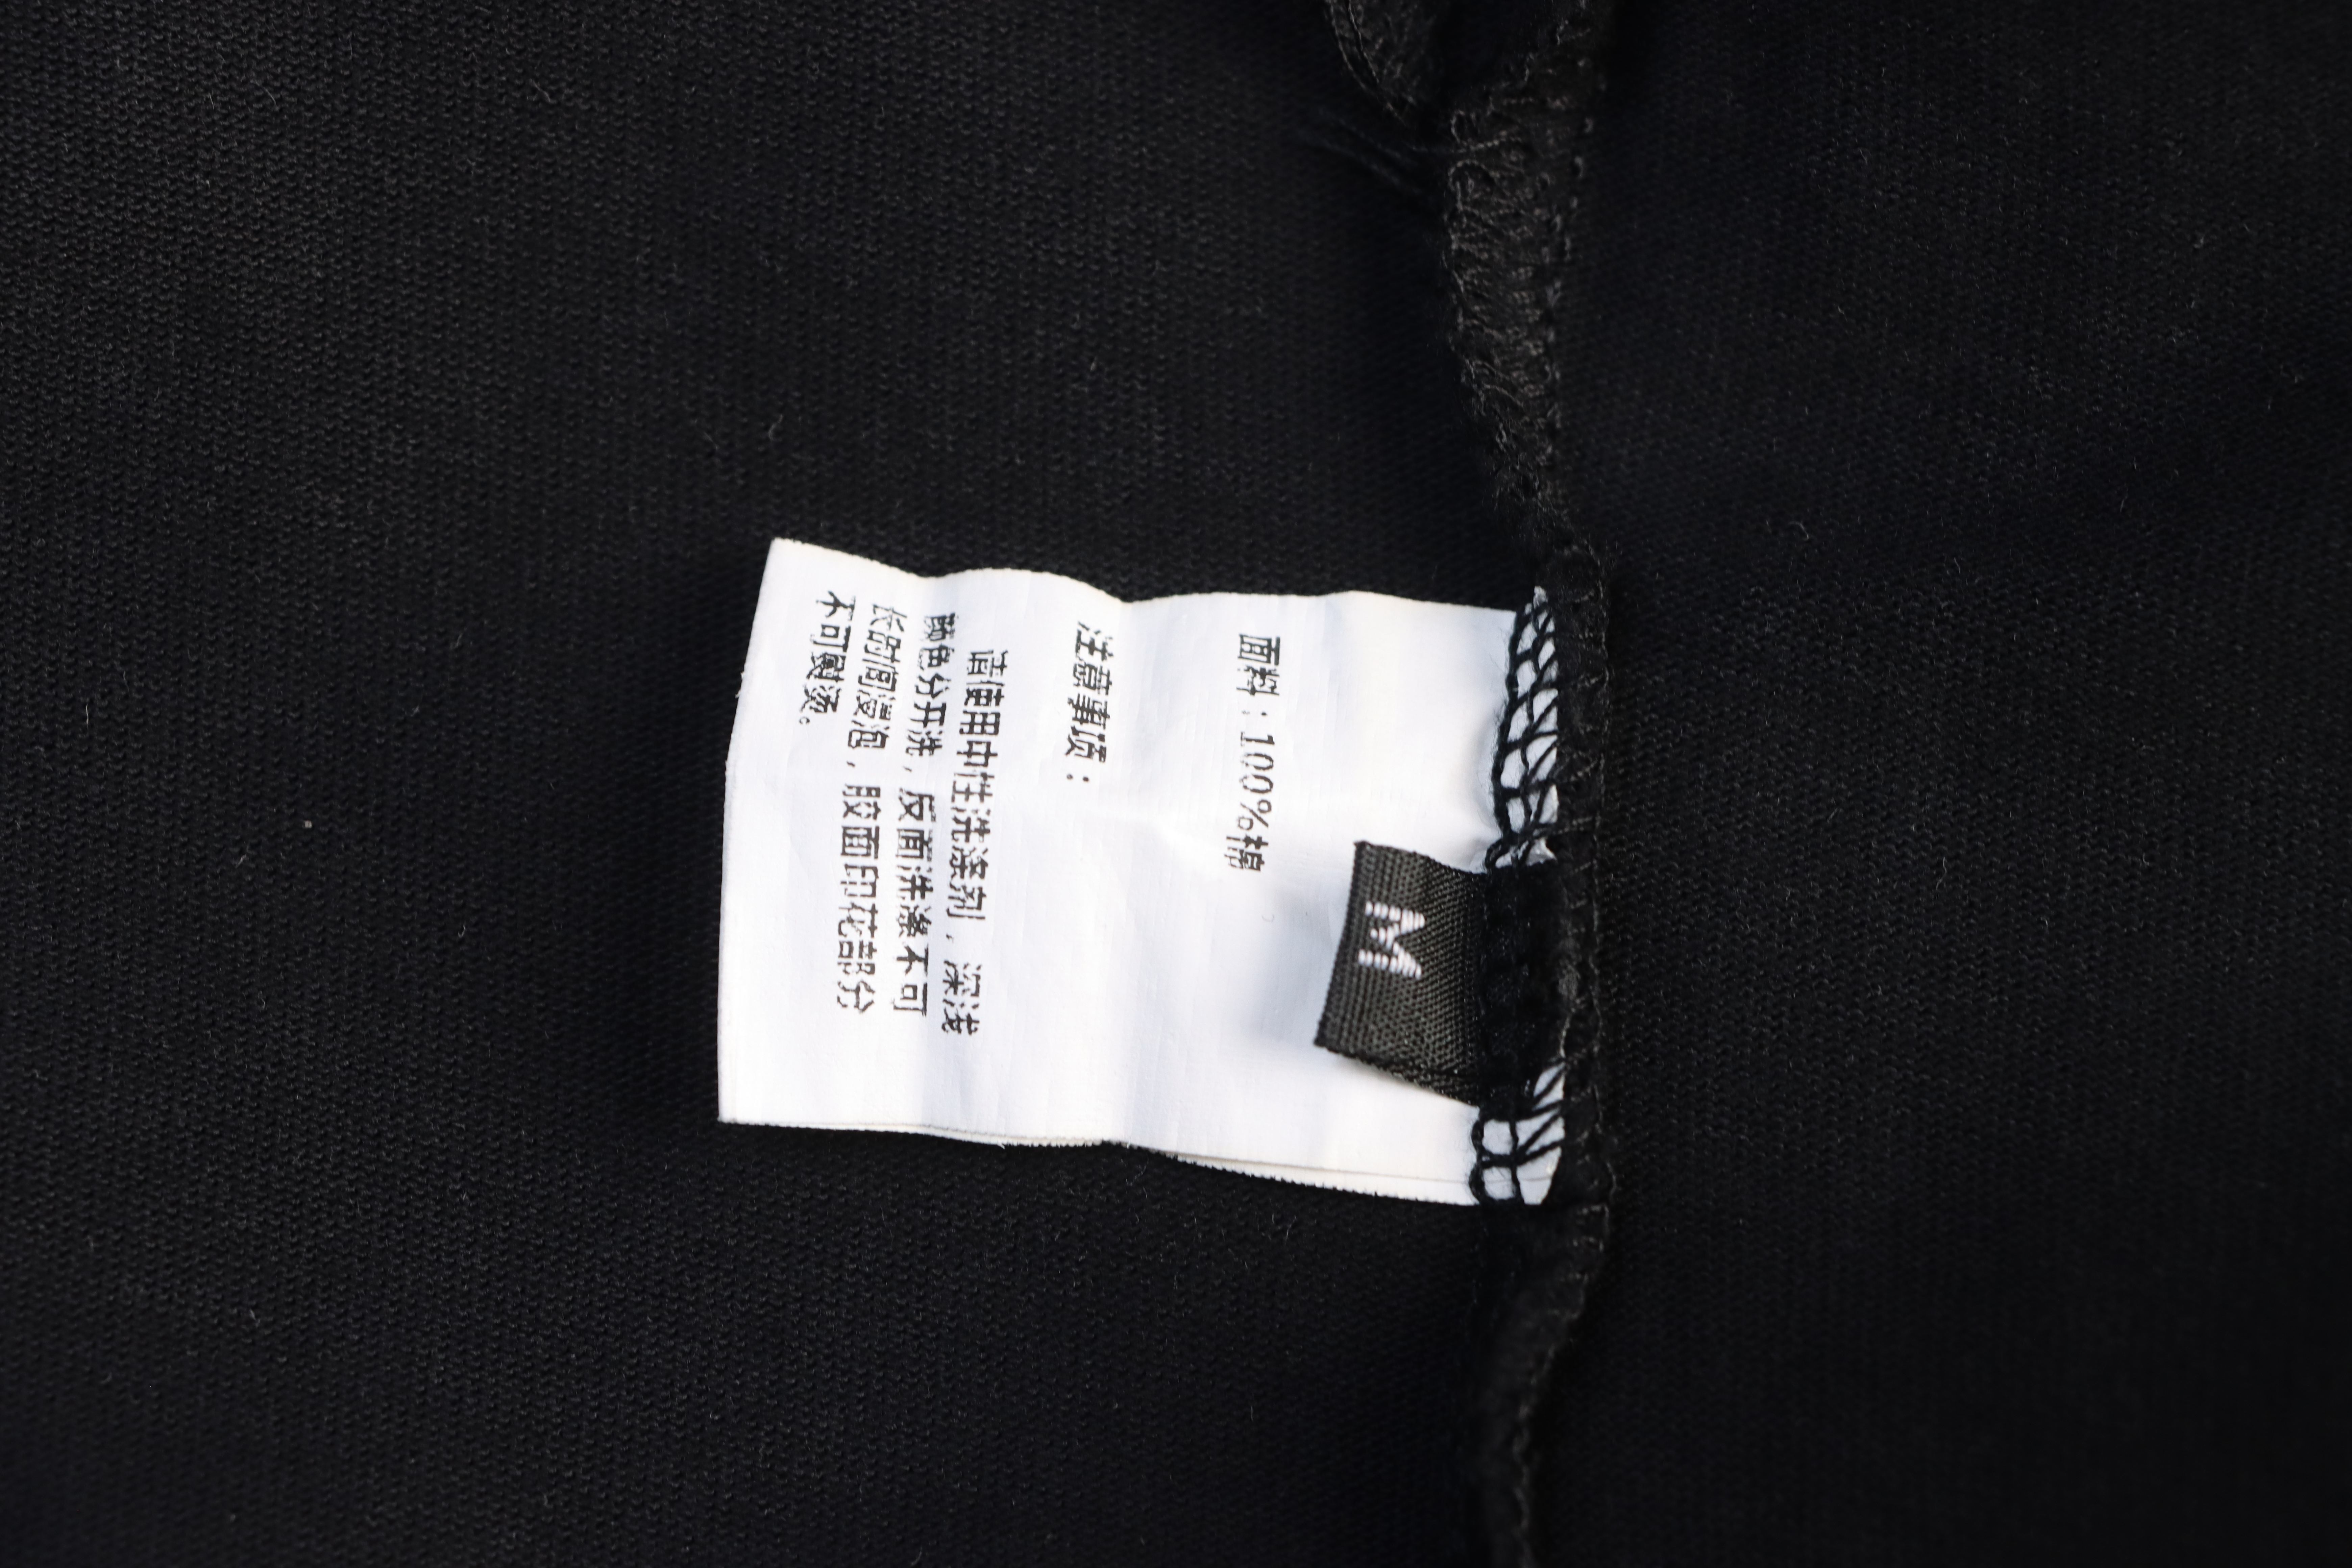 M
面料：100%棉
注意事项：
请使用中性洗涤剂，深浅
颜色分开洗，反面洗涤不可
长时间浸泡，胶面印花部分
不可熨烫。